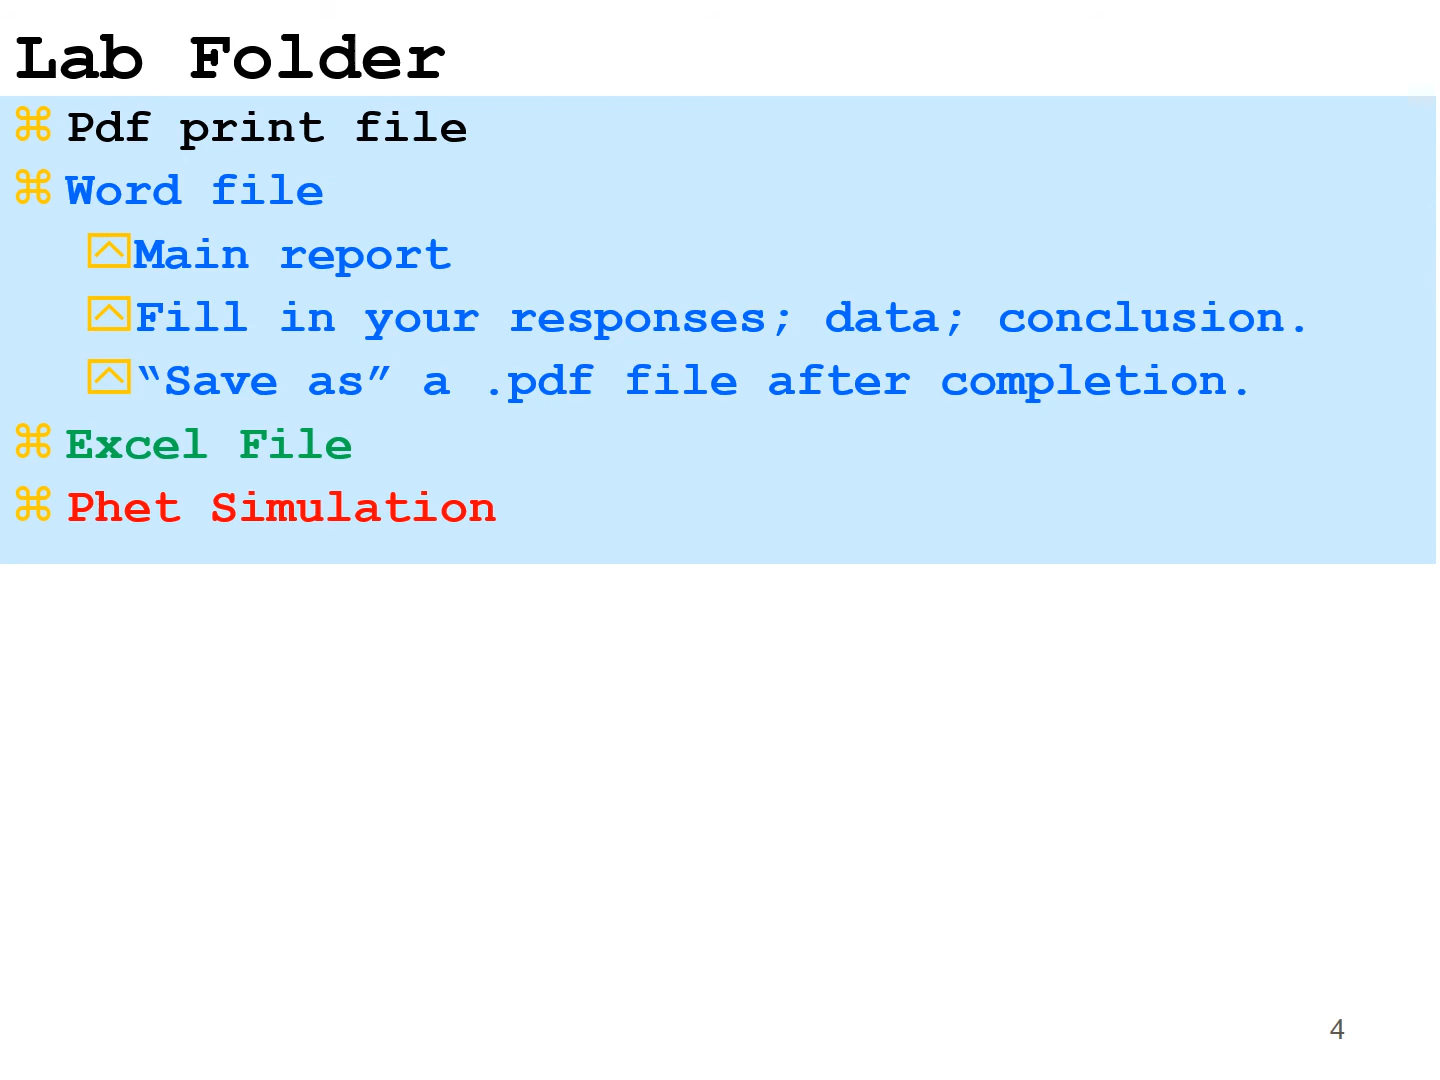 Lab Folder
⌘ Pdf print file
⌘ Word file
Main report
Fill in your responses; data; conclusion.
“Save as” a .pdf file after completion.
⌘ Excel File
⌘ Phet Simulation
4